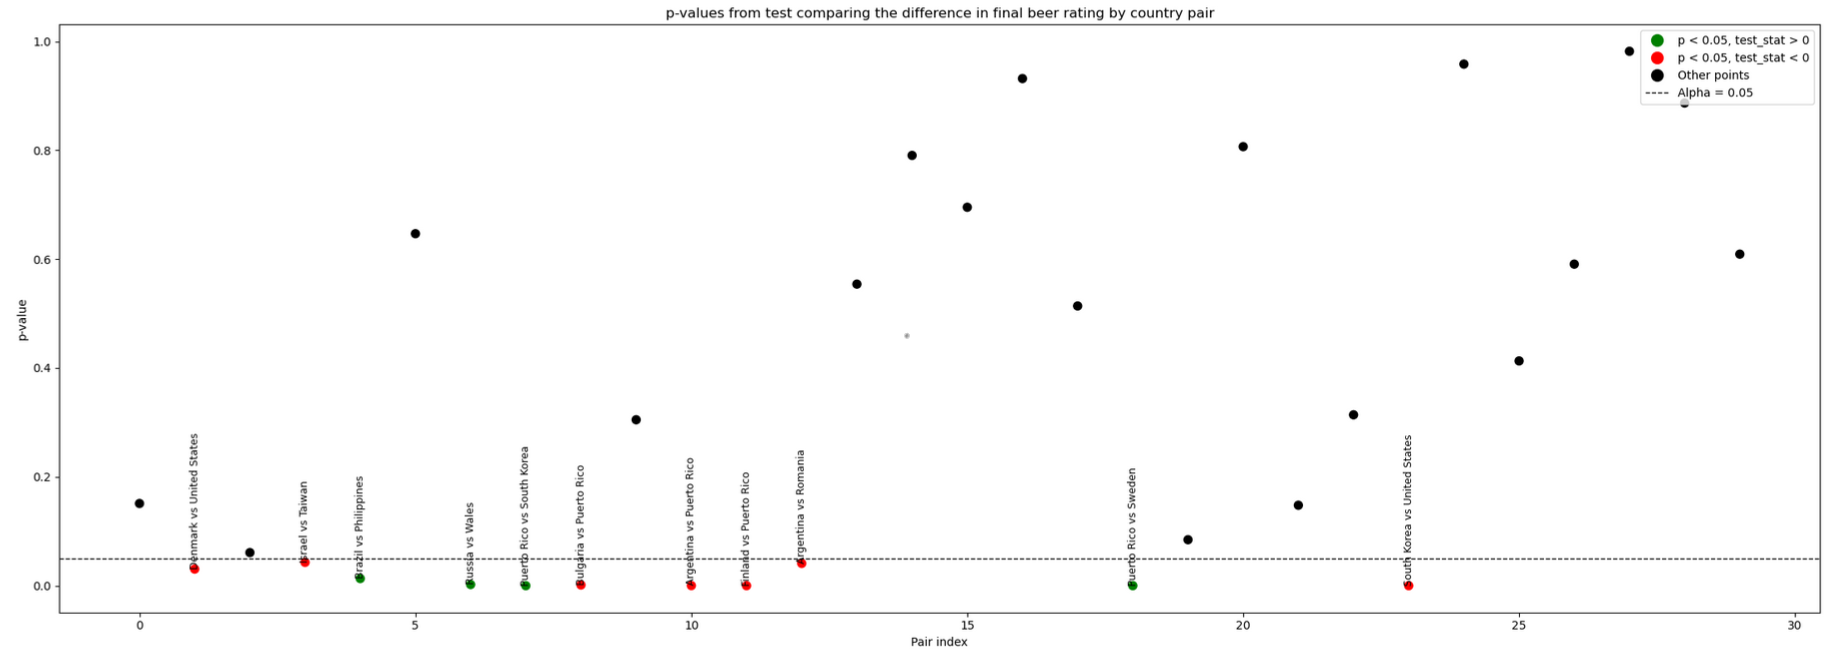 p-values from test comparing the difference in final beer rating by country pair
p < 0.05, test_stat > 0
p < 0.05, test_stat < 0
Other points
Alpha = 0.05
p-value
1.0
0.8
0.6
0.4
0.2
0.0
Denmark vs United States
Israel vs Taiwan
Brazil vs Philippines
Russia vs Wales
Puerto Rico vs South Korea
Bulgaria vs Puerto Rico
Argentina vs Puerto Rico
Finland vs Puerto Rico
Argentina vs Romania
Puerto Rico vs Sweden
South Korea vs United States
0
5
10
15
20
25
30
Pair index